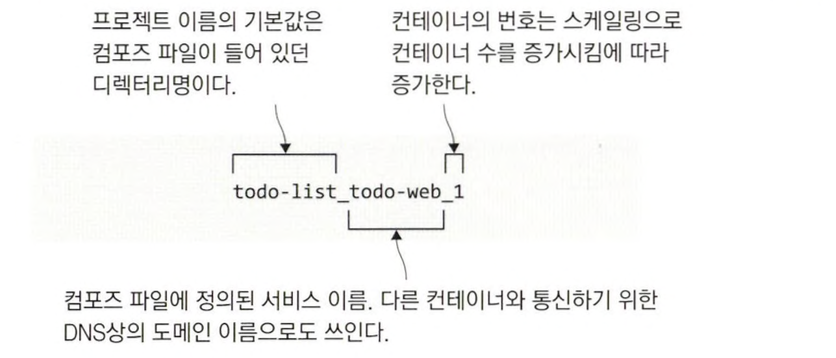 프로젝트 이름의 기본값은
컴포즈 파일이 들어 있던
디렉터리명이다.
컨테이너의 번호는 스케일링으로
컨테이너 수를 증가시킴에 따라
증가한다.
todo-list_todo-web_1
컴포즈 파일에 정의된 서비스 이름. 다른 컨테이너와 통신하기 위한
DNS상의 도메인 이름으로도 쓰인다.